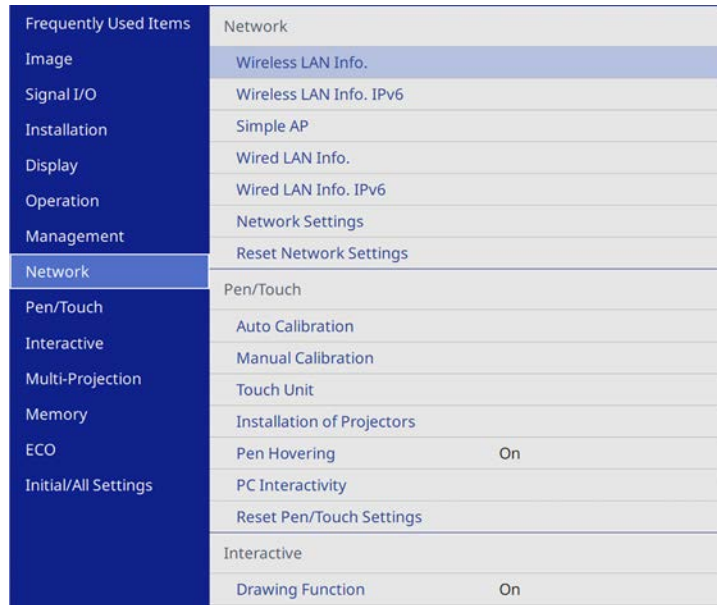 Frequently Used Items
Image
Signal I/O
Installation
Display
Operation
Management
Network
Pen/Touch
Interactive
Multi-Projection
Memory
ECO
Initial/All Settings
Network
Wireless LAN Info.
Wireless LAN Info. IPv6
Simple AP
Wired LAN Info.
Wired LAN Info. IPv6
Network Settings
Reset Network Settings
Pen/Touch
Auto Calibration
Manual Calibration
Touch Unit
Installation of Projectors
Pen Hovering On
PC Interactivity
Reset Pen/Touch Settings
Interactive
Drawing Function On